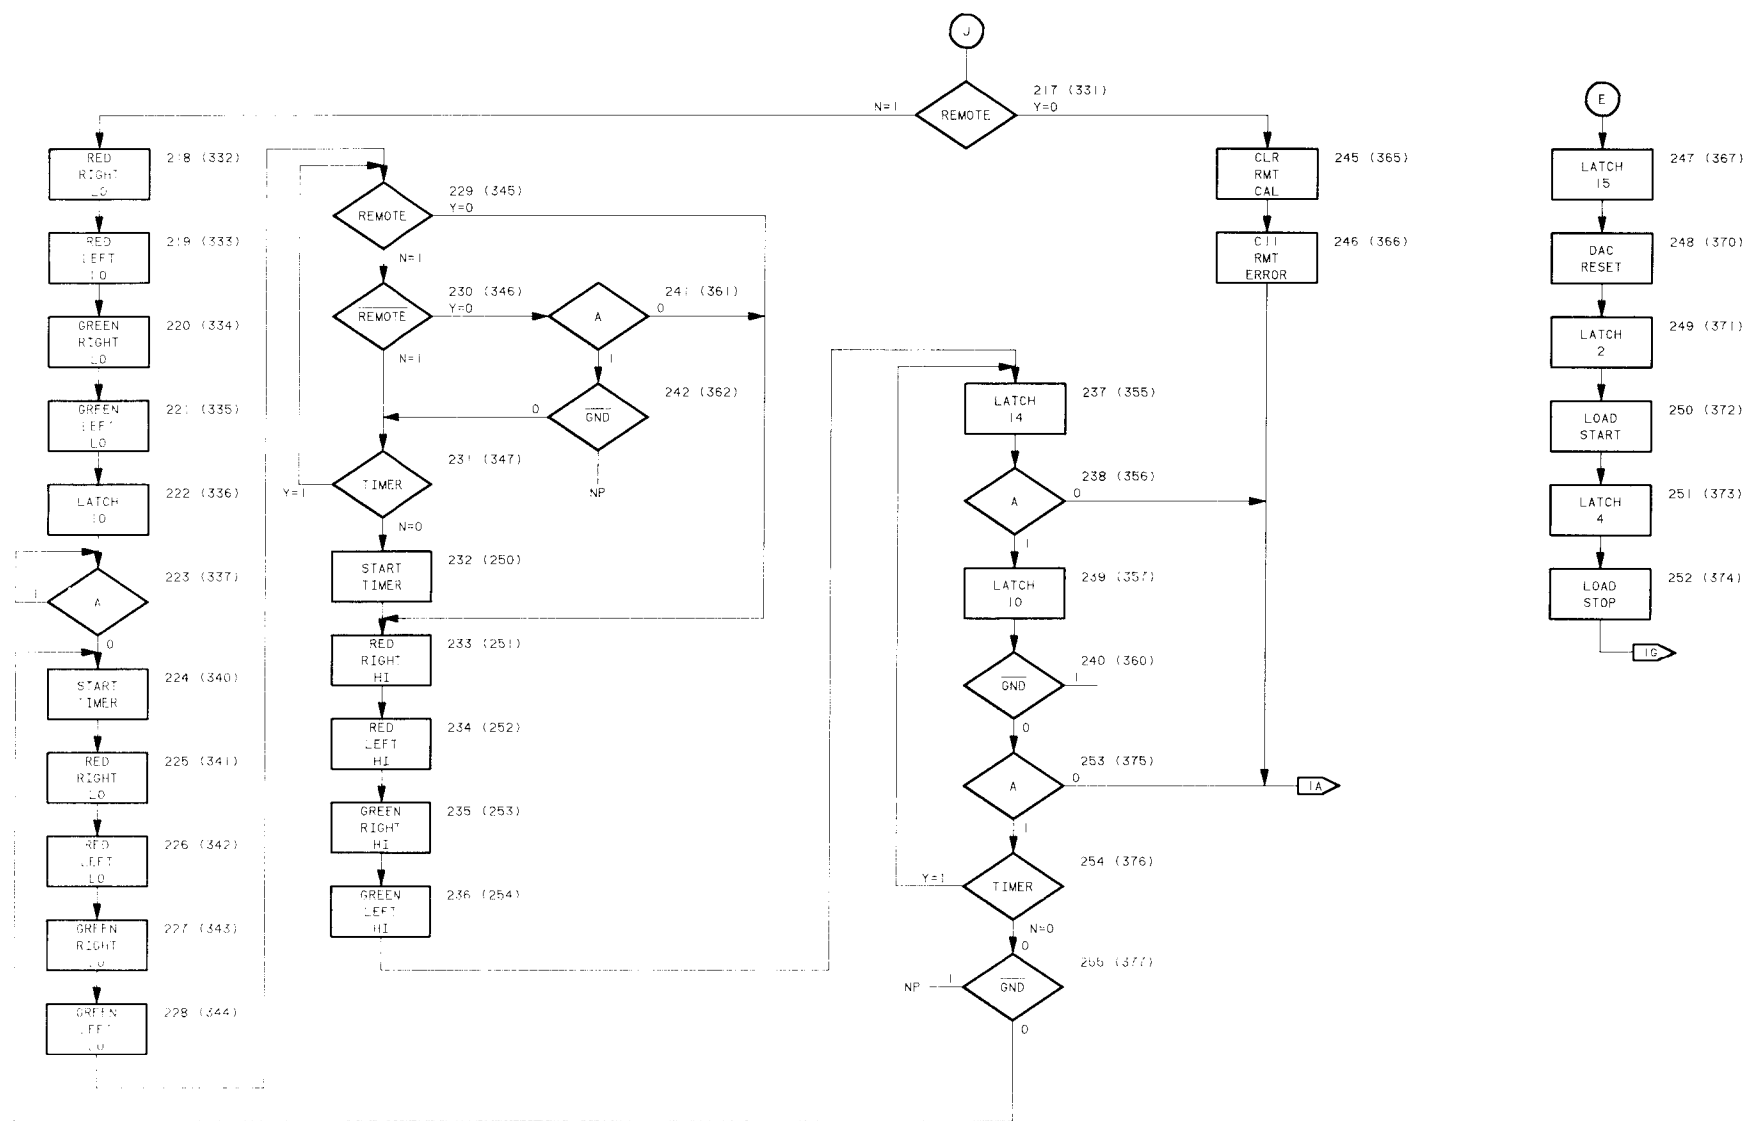 J
REMOTE
217 (331)
N=1
Y=0
RED
RIGHT
LO
218 (332)
RED
LEFT
LO
219 (333)
GREEN
RIGHT
LO
220 (334)
GREEN
LEFT
LO
221 (335)
LATCH
10
222 (336)
A
223 (337)
1
0
START
TIMER
224 (340)
RED
RIGHT
LO
225 (341)
RED
LEFT
LO
226 (342)
GREEN
RIGHT
LO
227 (343)
GREEN
LEFT
LO
228 (344)
REMOTE
229 (345)
Y=0
N=1
REMOTE
230 (346)
Y=0
N=1
A
241 (361)
0
1
GND
242 (362)
0
NP
TIMER
231 (347)
Y=1
N=0
START
TIMER
232 (250)
RED
RIGHT
HI
233 (251)
RED
LEFT
HI
234 (252)
GREEN
RIGHT
HI
235 (253)
GREEN
LEFT
HI
236 (254)
LATCH
14
237 (355)
A
238 (356)
0
1
LATCH
10
239 (357)
GND
240 (360)
1
0
A
253 (375)
0
1
1A
TIMER
254 (376)
Y=1
N=0
0
GND
255 (377)
NP
1
0
CLR
RMT
CAL
245 (365)
RMT
ERROR
246 (366)
E
LATCH
15
247 (367)
DAC
RESET
248 (370)
LATCH
2
249 (371)
LOAD
START
250 (372)
LATCH
4
251 (373)
LOAD
STOP
252 (374)
1G